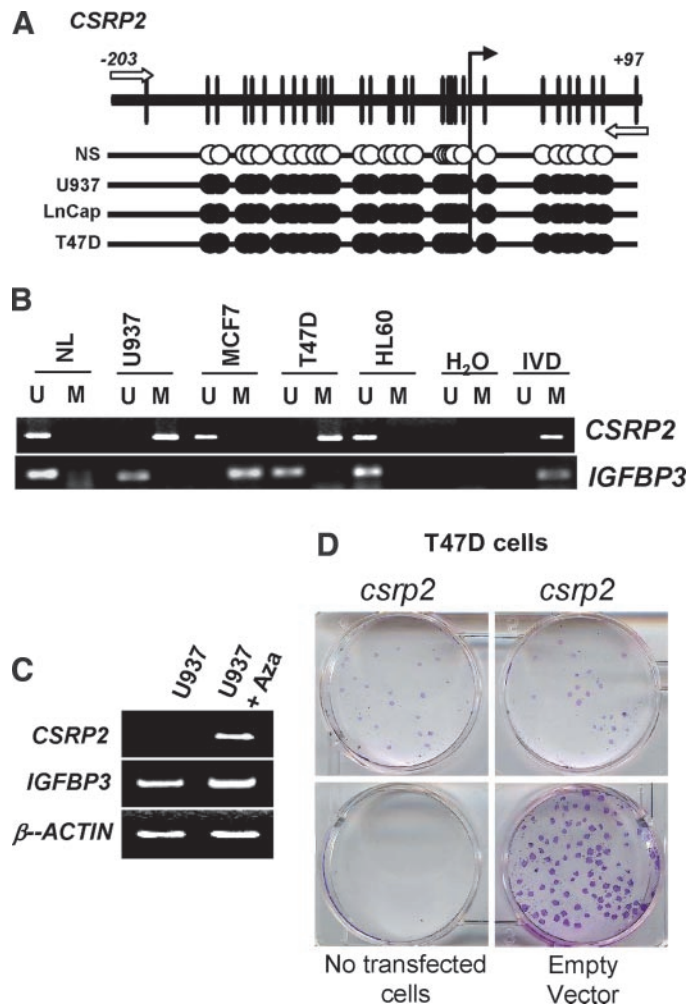 A
CSRP2
-203
+97
NS
U937
LnCap
T47D
B
NL
U937
MCF7
T47D
HL60
H2O
IVD
U M U M U M U M U M U M U M
CSRP2
IGFBP3
C
U937
U937 + Aza
CSRP2
IGFBP3
β--ACTIN
D
T47D cells
csrp2 csrp2
No transfected cells
Empty Vector